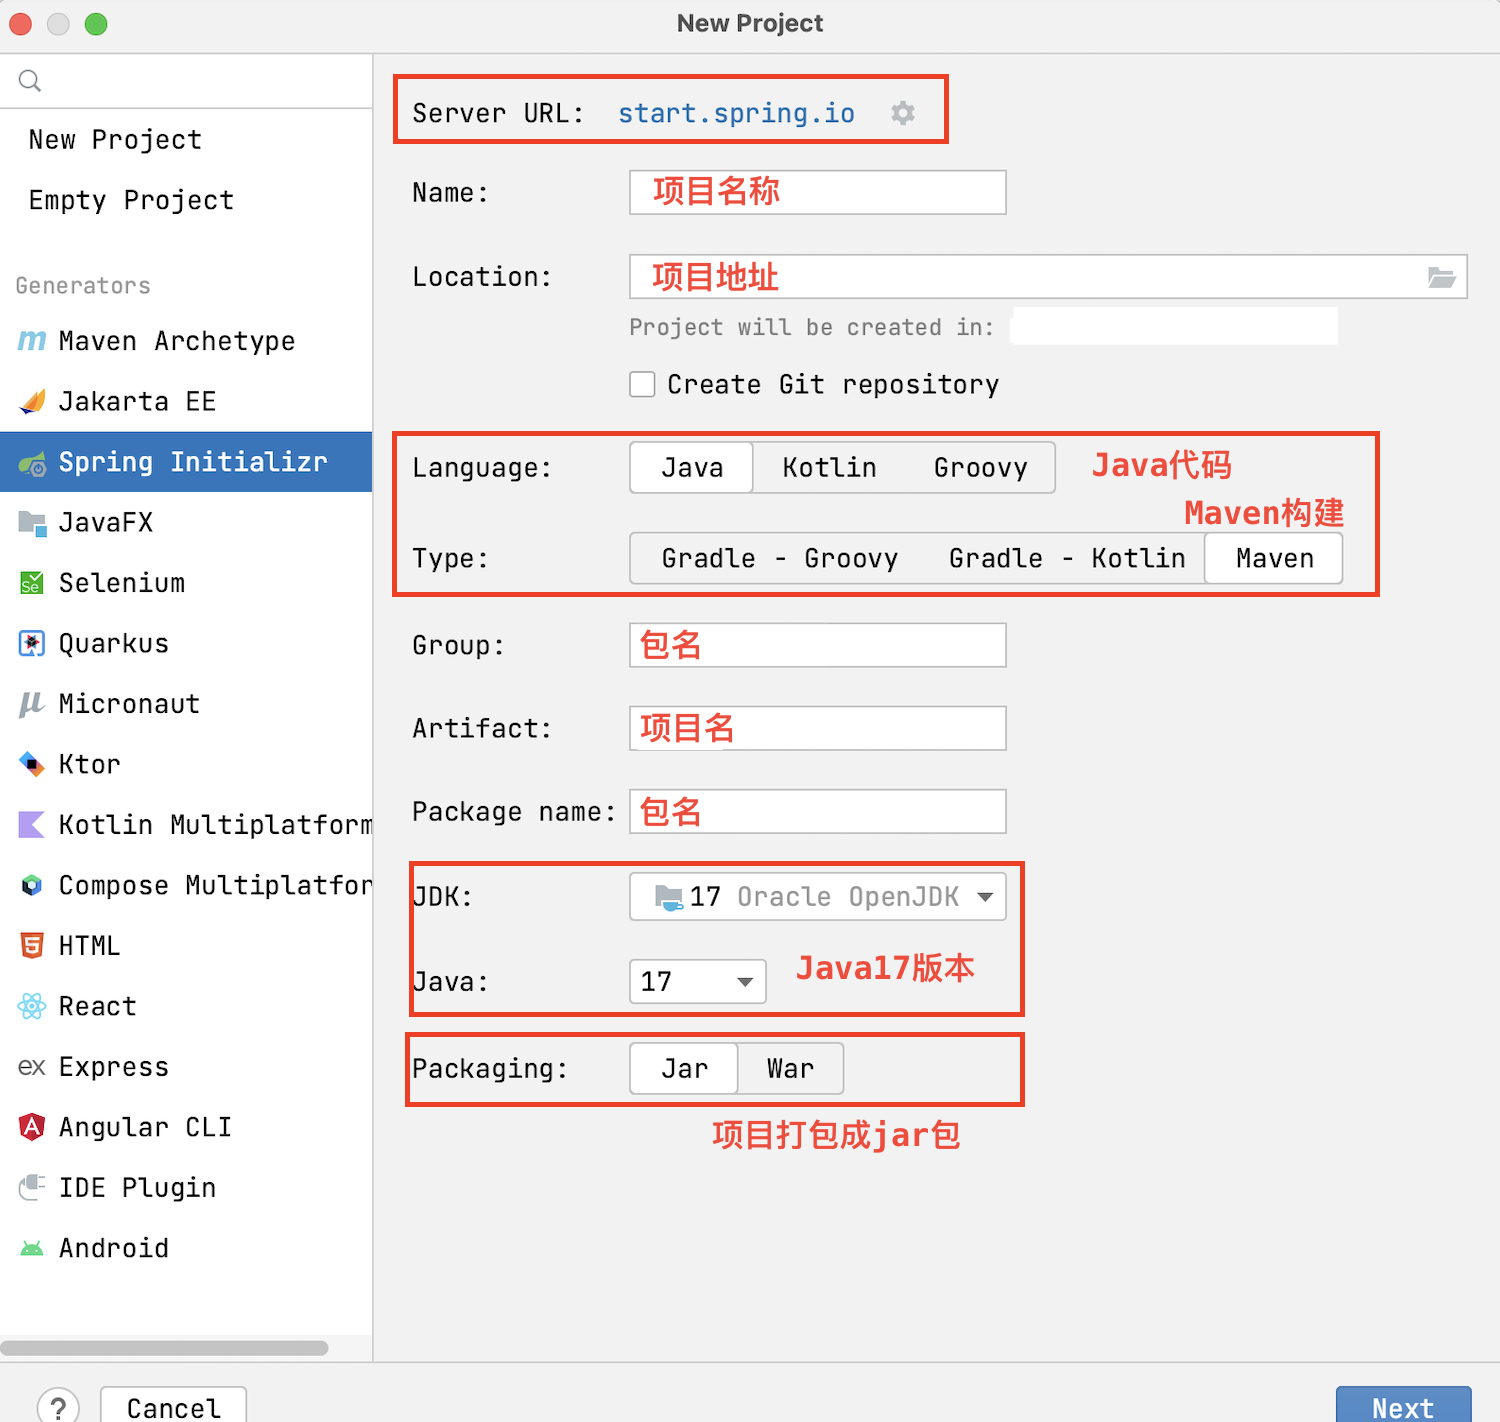 New Project
New Project
Empty Project
Generators
Maven Archetype
Jakarta EE
Spring Initializr
JavaFX
Selenium
Quarkus
Micronaut
Ktor
Kotlin Multiplatform
Compose Multiplatfor
HTML
React
Express
Angular CLI
IDE Plugin
Android
Server URL: start.spring.io
Name: 项目名称
Location: 项目地址
Project will be created in:
Create Git repository
Language: Java Kotlin Groovy Java代码
Maven构建
Type: Gradle - Groovy Gradle - Kotlin Maven
Group: 包名
Artifact: 项目名
Package name: 包名
JDK: 17 Oracle OpenJDK
Java: 17 Java17版本
Packaging: Jar War
项目打包成jar包
? Cancel Next